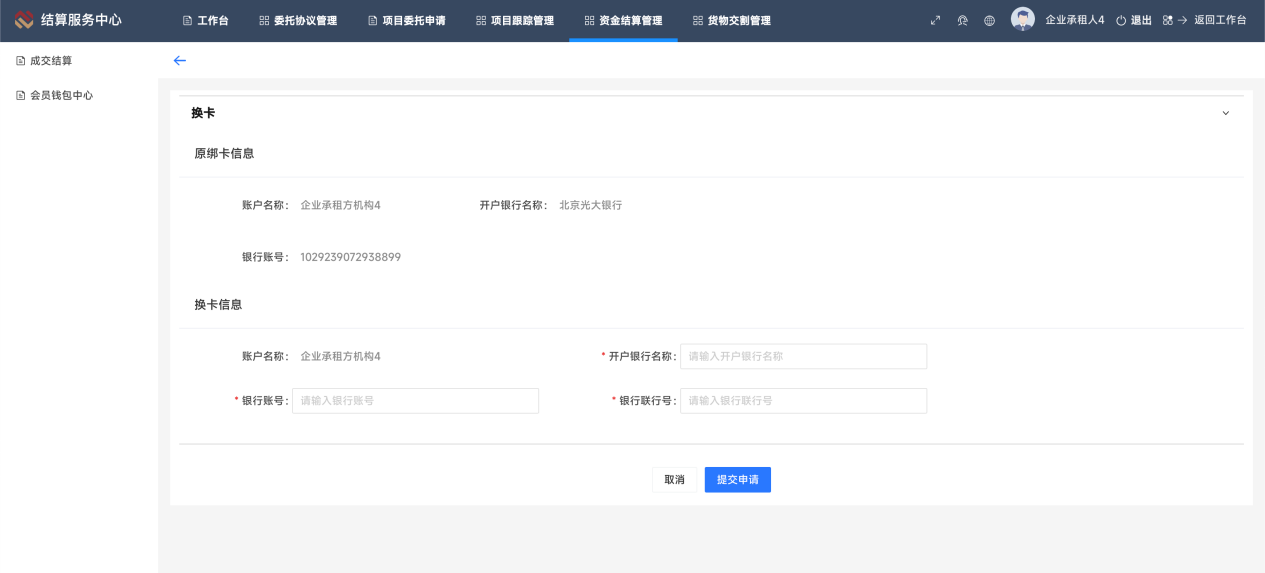 结算服务中心 工作台 委托协议管理 项目委托申请 项目跟踪管理 资金结算管理 货物交割管理 企业承租人4 退出 返回工作台
成交结算
会员钱包中心
换卡
原绑卡信息
账户名称： 企业承租方机构4 开户银行名称： 北京光大银行
银行账号： 1029239072938899
换卡信息
账户名称： 企业承租方机构4 * 开户银行名称： 请输入开户银行名称
* 银行账号： 请输入银行账号 * 银行联行号： 请输入银行联行号
取消 提交申请